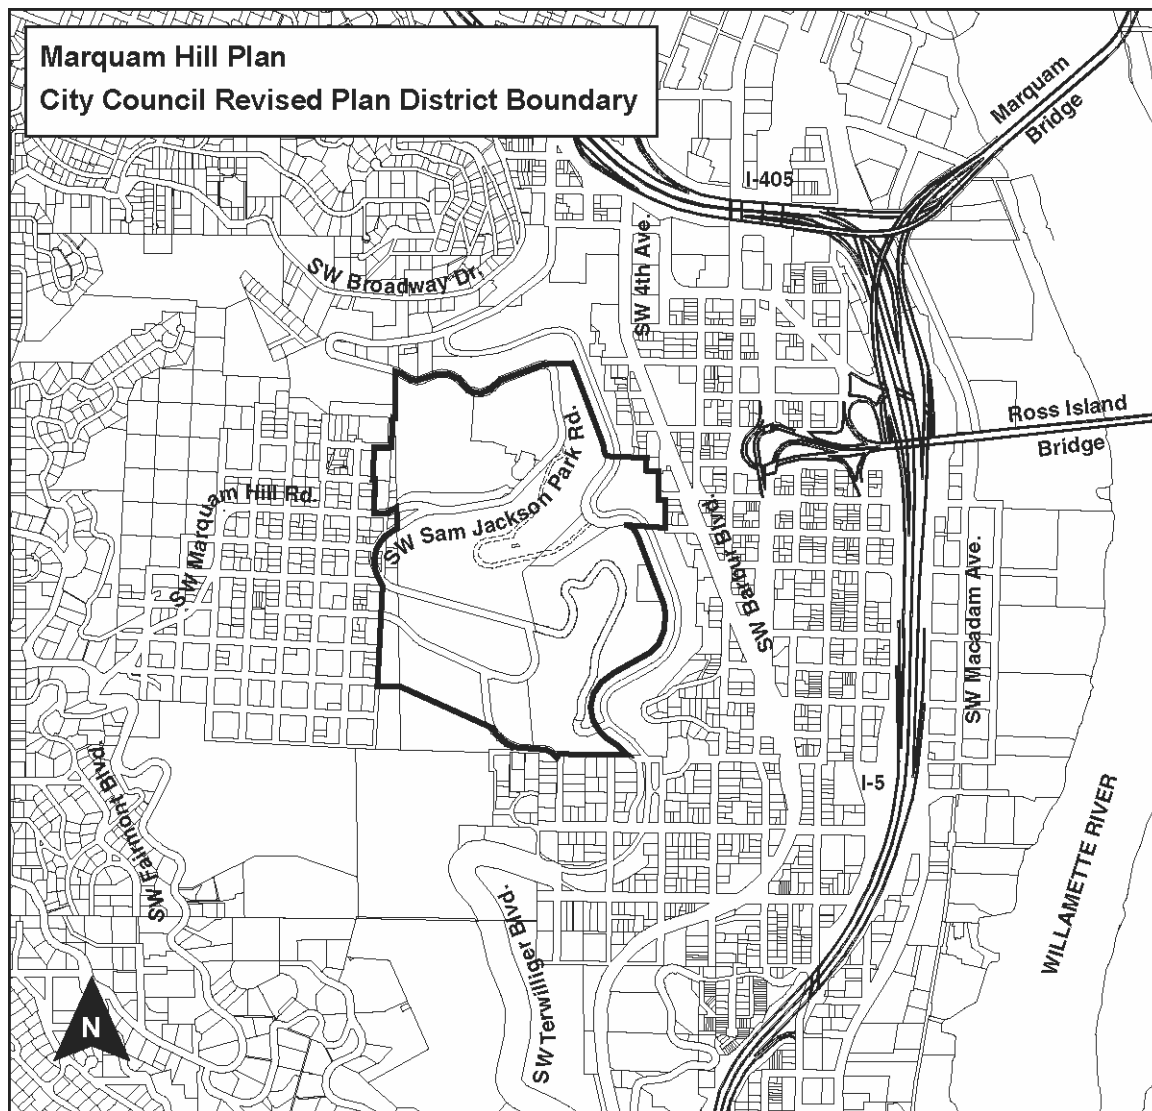 Marquam Hill Plan
City Council Revised Plan District Boundary
Marquam
Bridge
I-405
SW 4th Ave.
SW Broadway Dr.
Ross Island
Bridge
SW Sam Jackson Park Rd.
SW Marquam Hill Rd.
SW Barbur Blvd.
SW Macadam Ave.
I-5
SW Fairmont Blvd.
WILLAMETTE RIVER
SW Terwilliger Blvd.
N